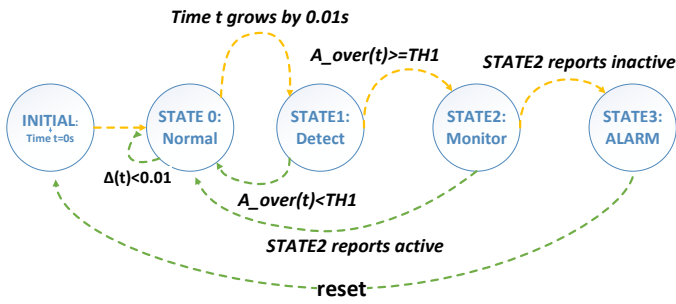 Time t grows by 0.01s
A_over(t)>=TH1
STATE2 reports inactive
INITIAL:
Time t=0s
STATE 0:
Normal
STATE1:
Detect
STATE2:
Monitor
STATE3:
ALARM
Δ(t)<0.01
A_over(t)<TH1
STATE2 reports active
reset